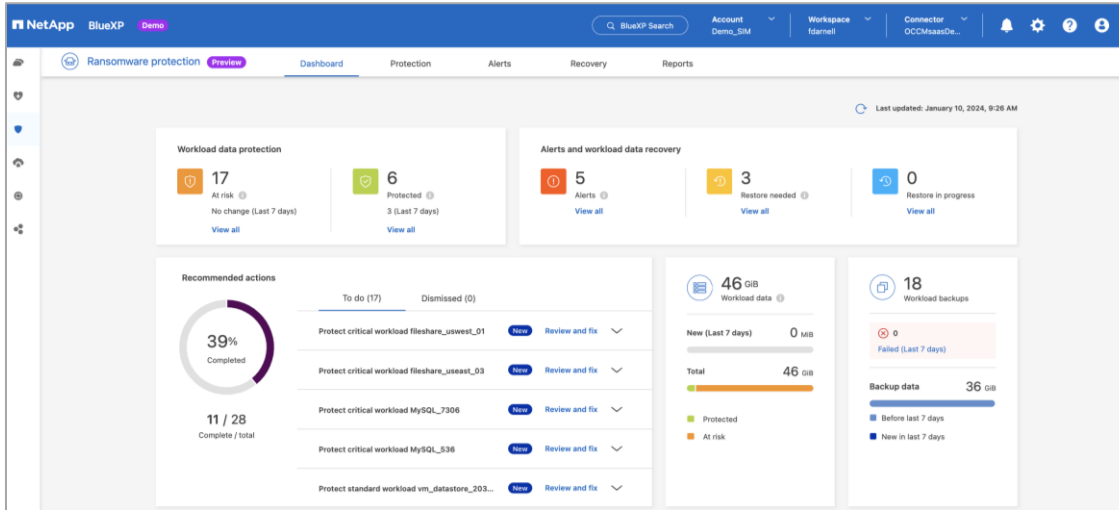 NetApp BlueXP Demo
BlueXP Search
Account
Demo_SIM
Workspace
fdarnell
Connector
OCCMsaasDe...
Ransomware protection Preview
Dashboard Protection Alerts Recovery Reports
Last updated: January 10, 2024, 9:26 AM
Workload data protection
17
At risk
No change (Last 7 days)
View all
6
Protected
3 (Last 7 days)
View all
Alerts and workload data recovery
5
Alerts
View all
3
Restore needed
View all
0
Restore in progress
View all
Recommended actions
39%
Completed
11 / 28
Complete / total
To do (17) Dismissed (0)
Protect critical workload fileshare_uswest_01 New Review and fix
Protect critical workload fileshare_useast_03 New Review and fix
Protect critical workload MySQL_7306 New Review and fix
Protect critical workload MySQL_536 New Review and fix
Protect standard workload vm_datastore_203... New Review and fix
46 GiB
Workload data
New (Last 7 days) 0 MiB
Total 46 GiB
Protected
At risk
18
Workload backups
0
Failed (Last 7 days)
Backup data 36 GiB
Before last 7 days
New in last 7 days